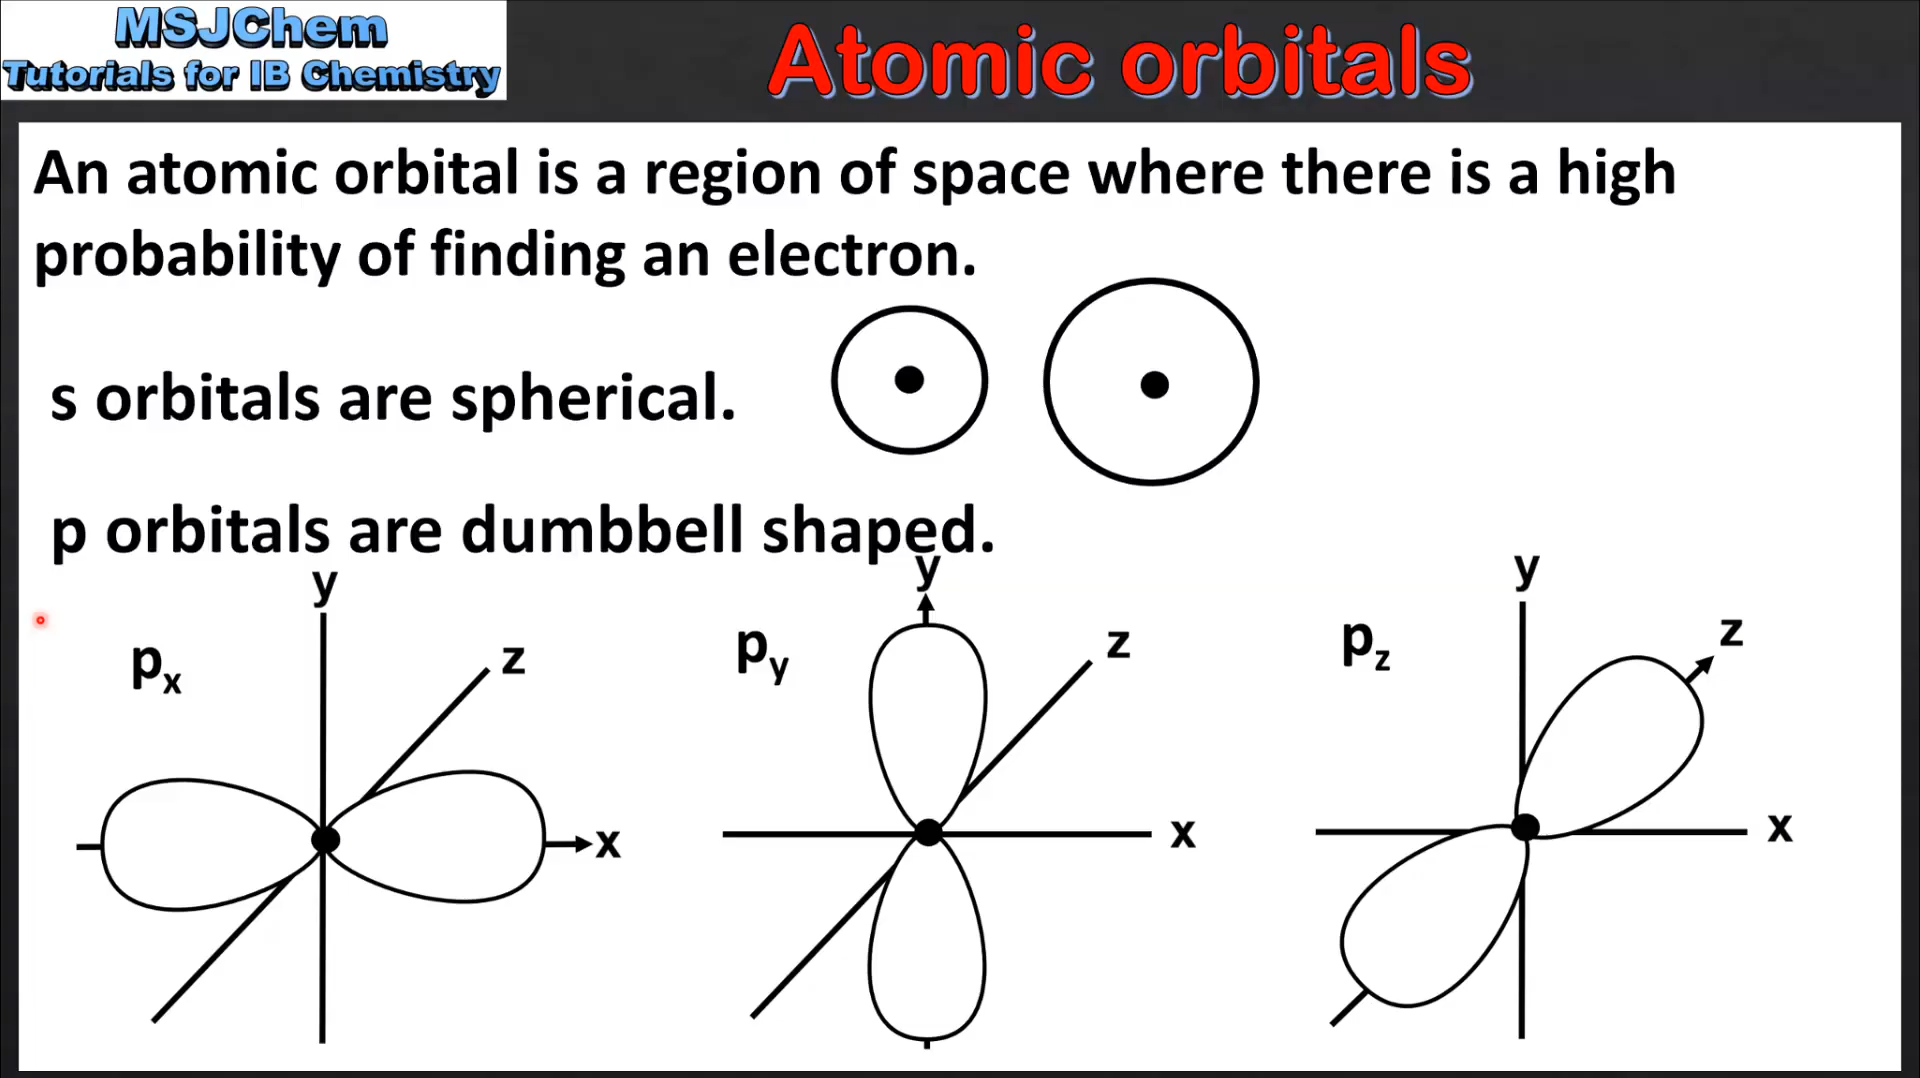 MSJChem
Tutorials for IB Chemistry
Atomic orbitals
An atomic orbital is a region of space where there is a high
probability of finding an electron.
s orbitals are spherical.
p orbitals are dumbbell shaped.
y
z
px
x
y
z
py
x
y
z
pz
x